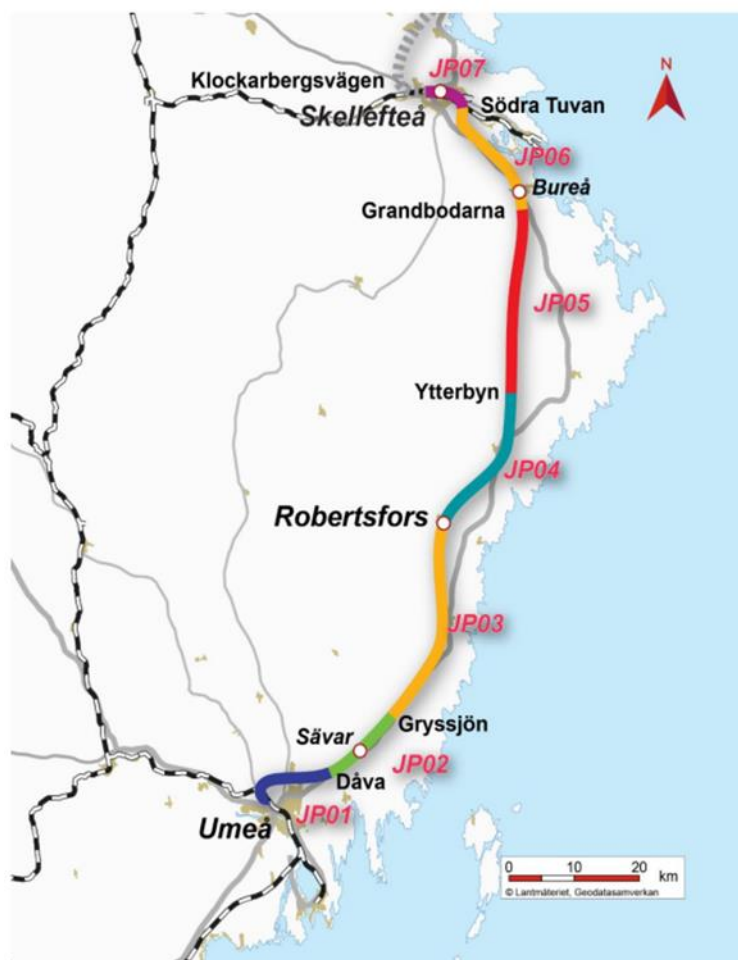 N
JP07
Klockarbergsvägen
Skellefteå
Södra Tuvan
JP06
Bureå
Grandbodarna
JP05
Ytterbyn
JP04
Robertsfors
JP03
Gryssjön
Sävar
JP02
Dåva
JP01
Umeå
0 10 20
km
© Lantmäteriet, Geodatasamverkan